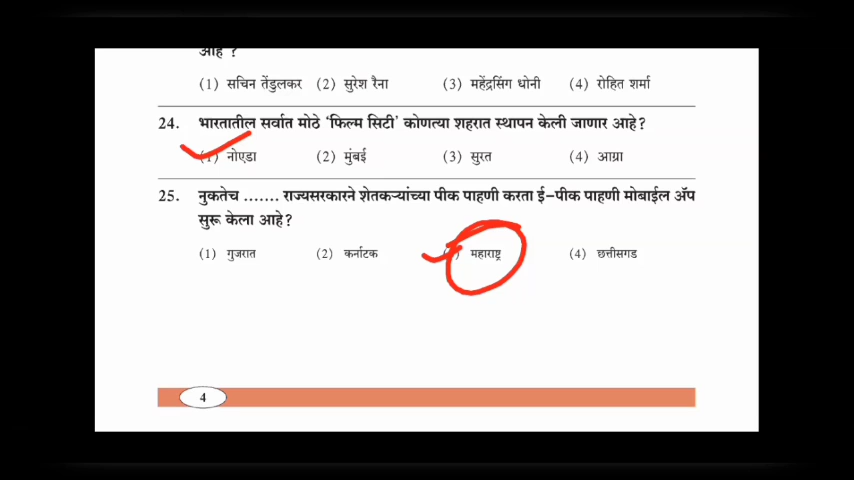 आहे ?
(1) सचिन तेंडुलकर (2) सुरेश रैना (3) महेंद्रसिंग धोनी (4) रोहित शर्मा
24. भारतातील सर्वात मोठे ‘फिल्म सिटी’ कोणत्या शहरात स्थापन केली जाणार आहे?
(1) नोएडा (2) मुंबई (3) सुरत (4) आग्रा
25. नुकतेच ....... राज्यसरकारने शेतकऱ्यांच्या पीक पाहणी करता ई-पीक पाहणी मोबाईल ॲप
सुरू केला आहे?
(1) गुजरात (2) कर्नाटक (3) महाराष्ट्र (4) छत्तीसगड
4